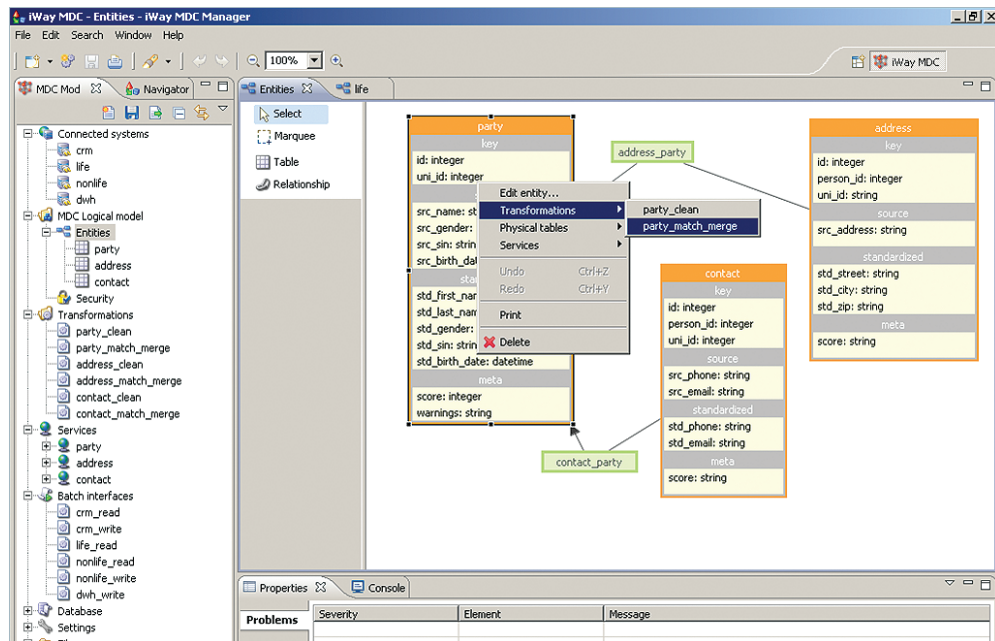 iWay MDC - Entities - iWay MDC Manager
File Edit Search Window Help
100%
iWay MDC
MDC Mod
Navigator
Connected systems
crm
life
nonlife
dwh
MDC Logical model
Entities
party
address
contact
Security
Transformations
party_clean
party_match_merge
address_clean
address_match_merge
contact_clean
contact_match_merge
Services
party
address
contact
Batch interfaces
crm_read
crm_write
life_read
nonlife_read
nonlife_write
dwh_write
Database
Settings
Entities
life
Select
Marquee
Table
Relationship
party
key
id: integer
uni_id: integer
src_name: st
src_gender:
src_sin: strin
src_birth_dat
sta
std_first_nar
std_last_nam
std_gender:
std_sin: strin
std_birth_date: datetime
meta
score: integer
warnings: string
Edit entity...
Transformations
Physical tables
Services
Undo Ctrl+Z
Redo Ctrl+Y
Print
Delete
party_clean
party_match_merge
address_party
contact_party
contact
key
id: integer
person_id: integer
uni_id: integer
source
src_phone: string
src_email: string
standardized
std_phone: string
std_email: string
meta
score: string
address
key
id: integer
person_id: integer
uni_id: string
source
src_address: string
standardized
std_street: string
std_city: string
std_zip: string
meta
score: string
Properties
Console
Problems
Severity Element Message